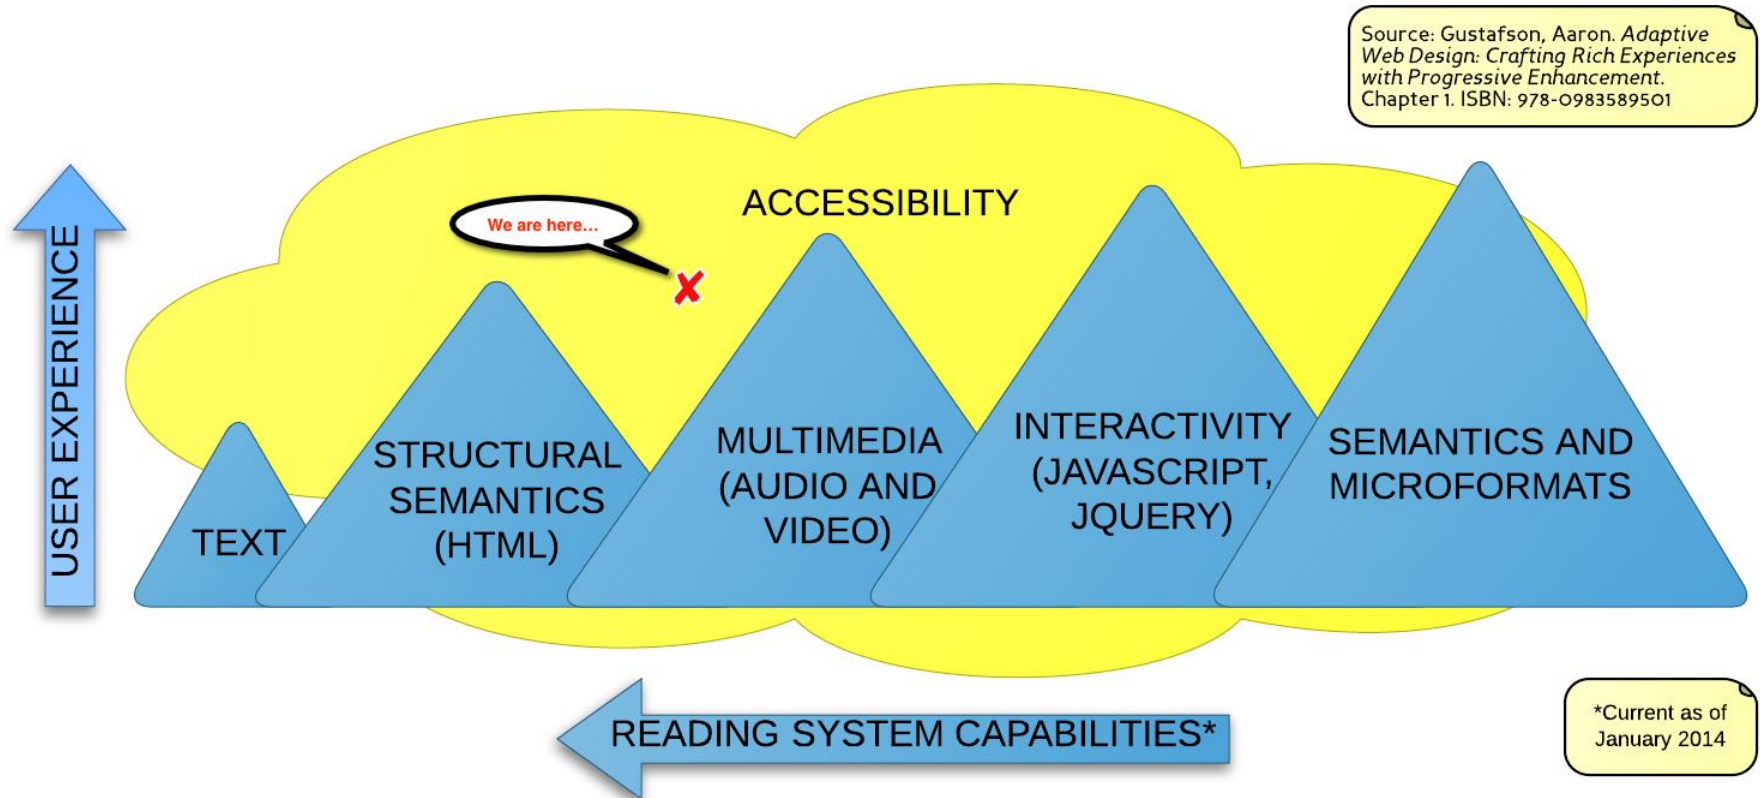 Source: Gustafson, Aaron. Adaptive
Web Design: Crafting Rich Experiences
with Progressive Enhancement.
Chapter 1. ISBN: 978-0983589501
ACCESSIBILITY
We are here...
USER EXPERIENCE
TEXT
STRUCTURAL
SEMANTICS
(HTML)
MULTIMEDIA
(AUDIO AND
VIDEO)
INTERACTIVITY
(JAVASCRIPT,
JQUERY)
SEMANTICS AND
MICROFORMATS
READING SYSTEM CAPABILITIES*
*Current as of
January 2014